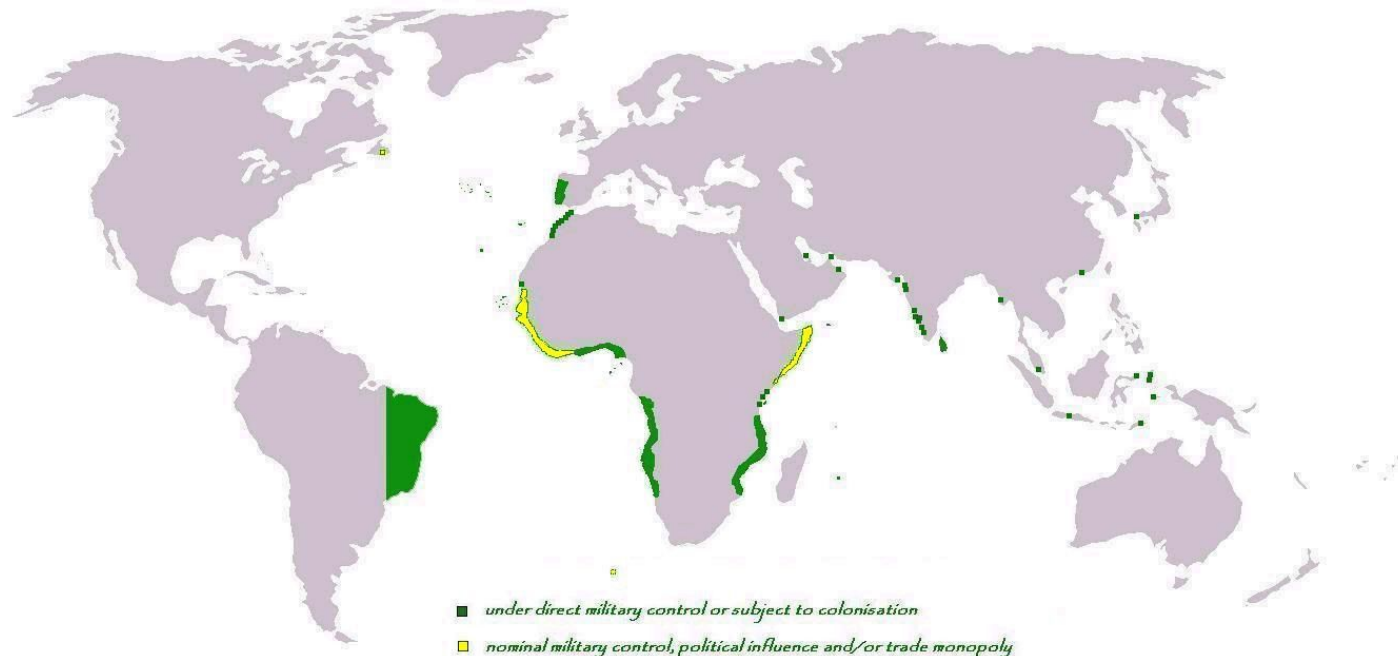 under direct military control or subject to colonisation
nominal military control, political influence and/or trade monopoly